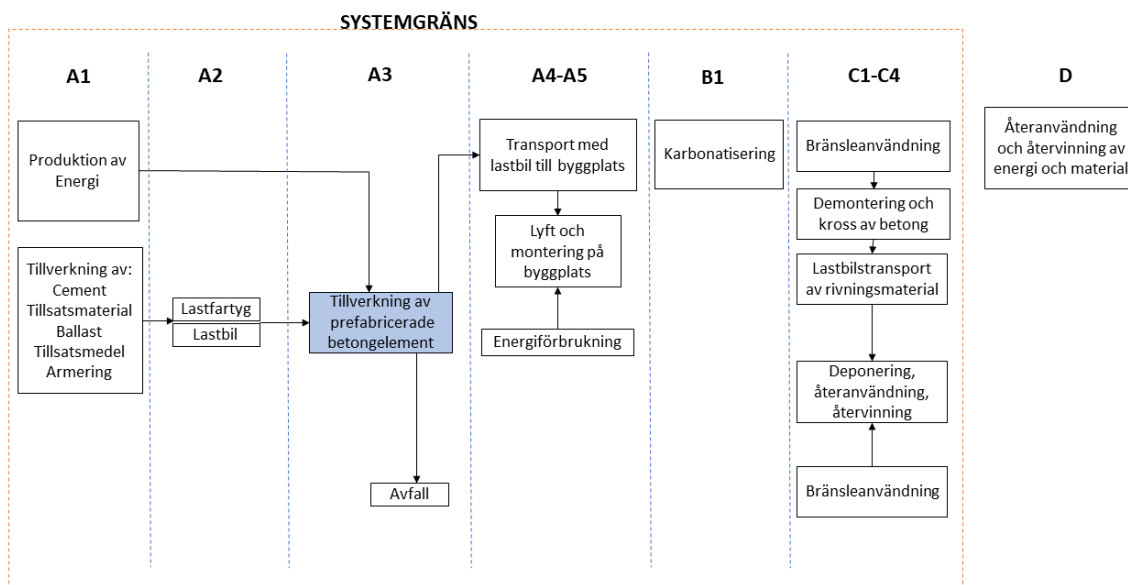 SYSTEMGRÄNS
A1
A2
A3
A4-A5
B1
C1-C4
D
Produktion av
Energi
Tillverkning av:
Cement
Tillsatsmaterial
Ballast
Tillsatsmedel
Armering
Lastfartyg
Lastbil
Tillverkning av
prefabricerade
betongelement
Avfall
Transport med
lastbil till byggplats
Lyft och
montering på
byggplats
Energiförbrukning
Karbonatisering
Bränsleanvändning
Demontering och
kross av betong
Lastbilstransport
av rivningsmaterial
Deponering,
återanvändning,
återvinning
Bränsleanvändning
Återanvändning
och återvinning av
energi och material